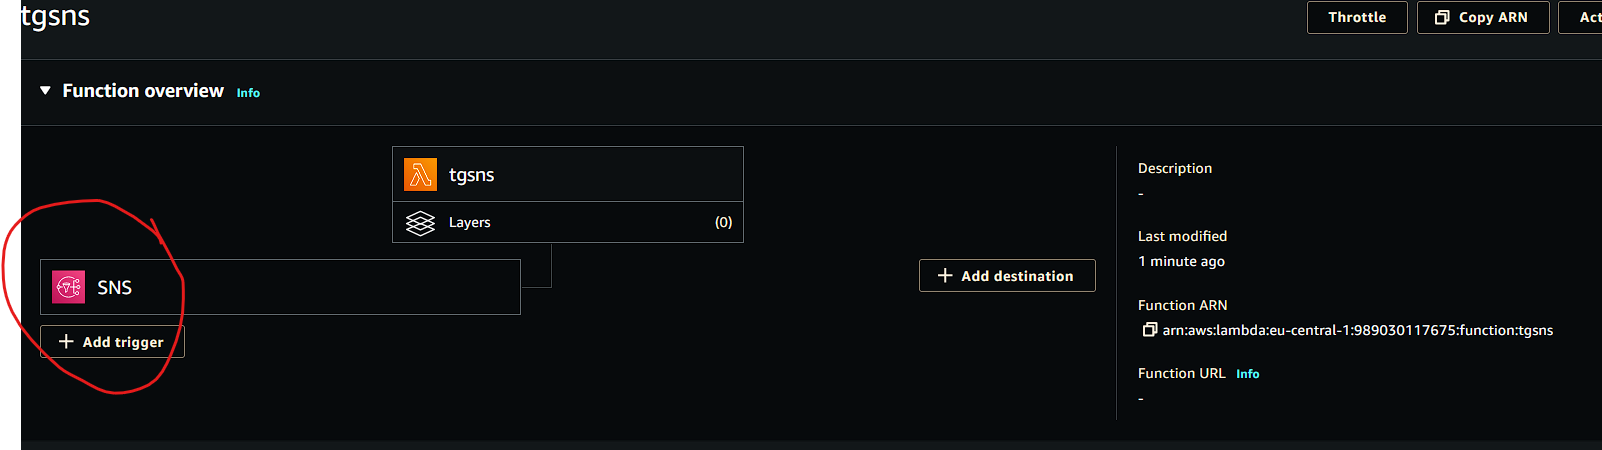 tgsns
Throttle
Copy ARN
Act
Function overview Info
tgsns
Layers (0)
SNS
+ Add trigger
+ Add destination
Description
-
Last modified
1 minute ago
Function ARN
arn:aws:lambda:eu-central-1:989030117675:function:tgsns
Function URL Info
-